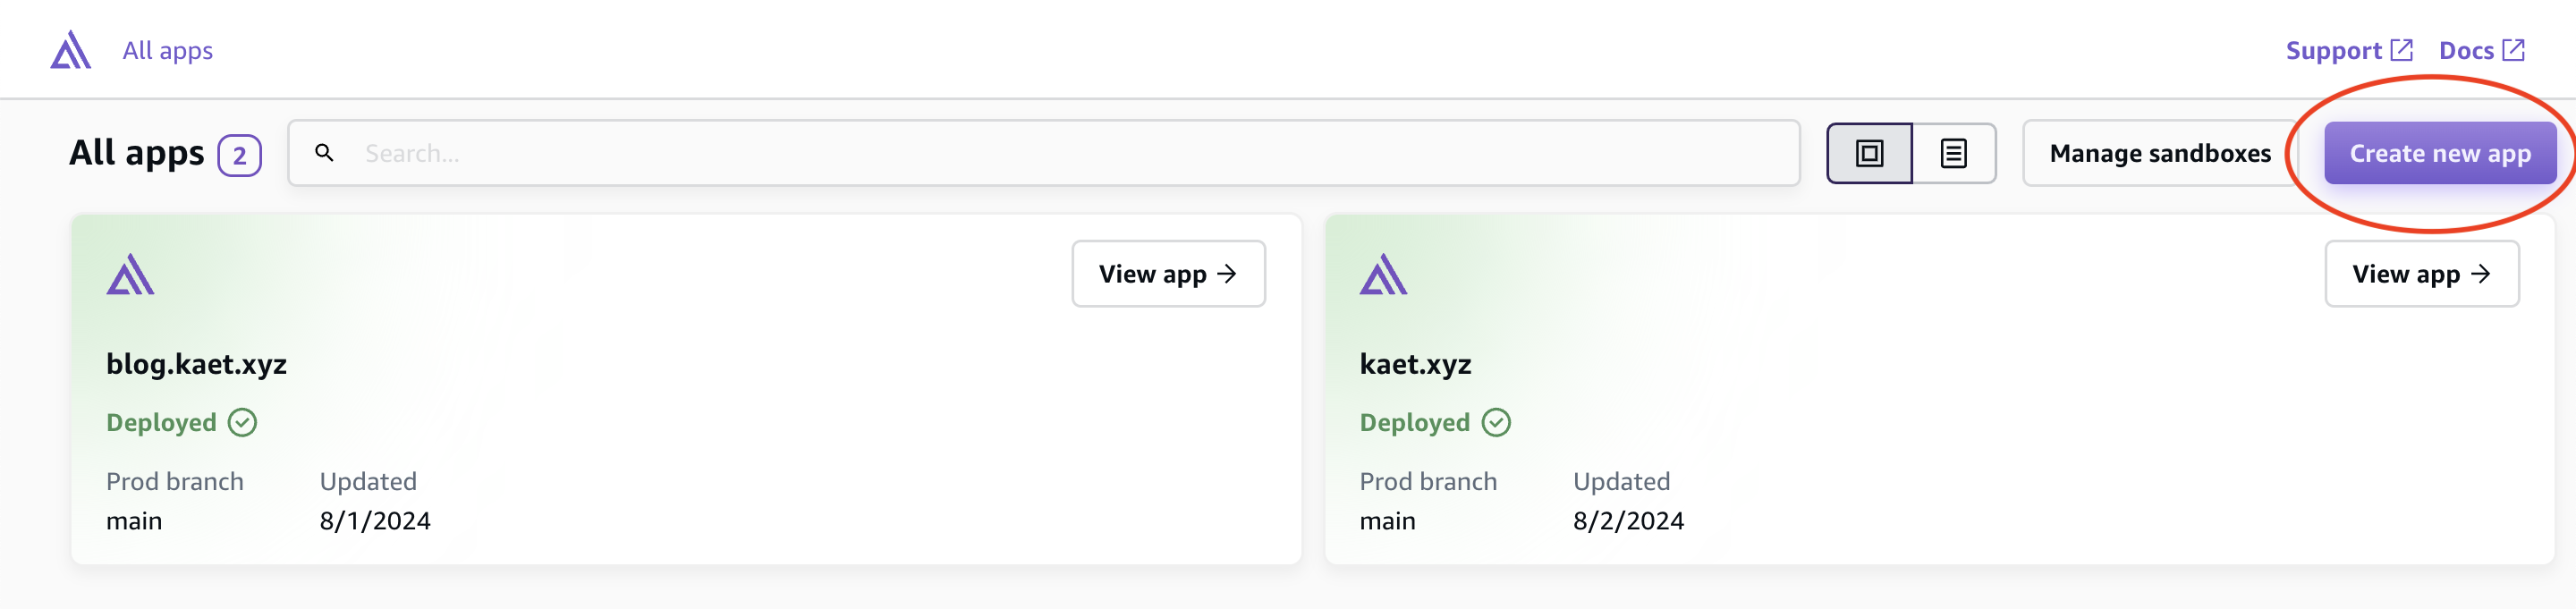 All apps
Support Docs
All apps 2 Search... Manage sandboxes Create new app
View app →
blog.kaet.xyz
Deployed
Prod branch Updated
main 8/1/2024
View app →
kaet.xyz
Deployed
Prod branch Updated
main 8/2/2024